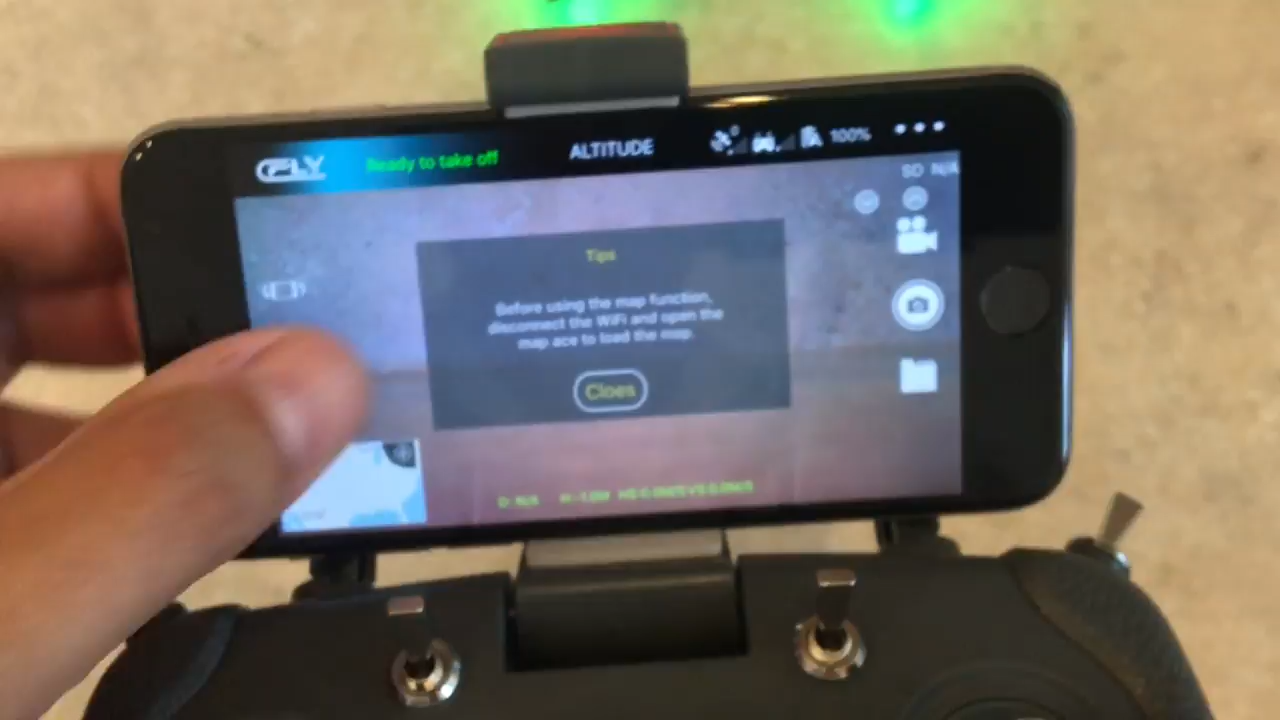 CFLY Ready to take off ALTITUDE 100%
SD N/A
Tips
Before using the map function,
disconnect the WiFi and open the
map ace to load the map.
Cloes
D: N/A